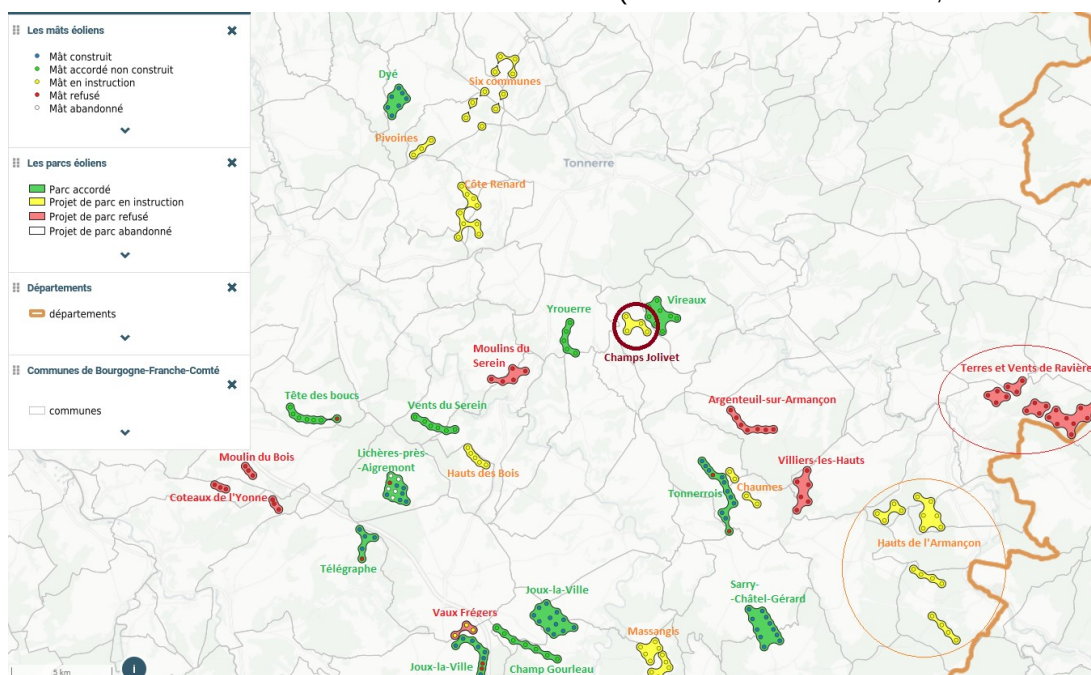 Les mâts éoliens
Mât construit
Mât accordé non construit
Mât en instruction
Mât refusé
Mât abandonné
Les parcs éoliens
Parc accordé
Projet de parc en instruction
Projet de parc refusé
Projet de parc abandonné
Départements
départements
Communes de Bourgogne-Franche-Comté
communes
5 km
i
Dyé
Six communes
Pivoines
Tonnerre
Côte Renard
Vireaux
Yrouerre
Champs Jolivet
Moulins du
Serein
Terres et Vents de Ravière
Tête des boucs
Vents du Serein
Argenteuil-sur-Armançon
Moulin du Bois
Lichères-près-
-Aigremont
Hauts des Bois
Villiers-les-Hauts
Coteaux de l'Yonne
Tonnerrois
Chaumes
Hauts de l'Armançon
Télégraphe
Joux-la-Ville
Sarry-
-Châtel-Gérard
Vaux Frégers
Massangis
Joux-la-Ville
Champ Gourleau